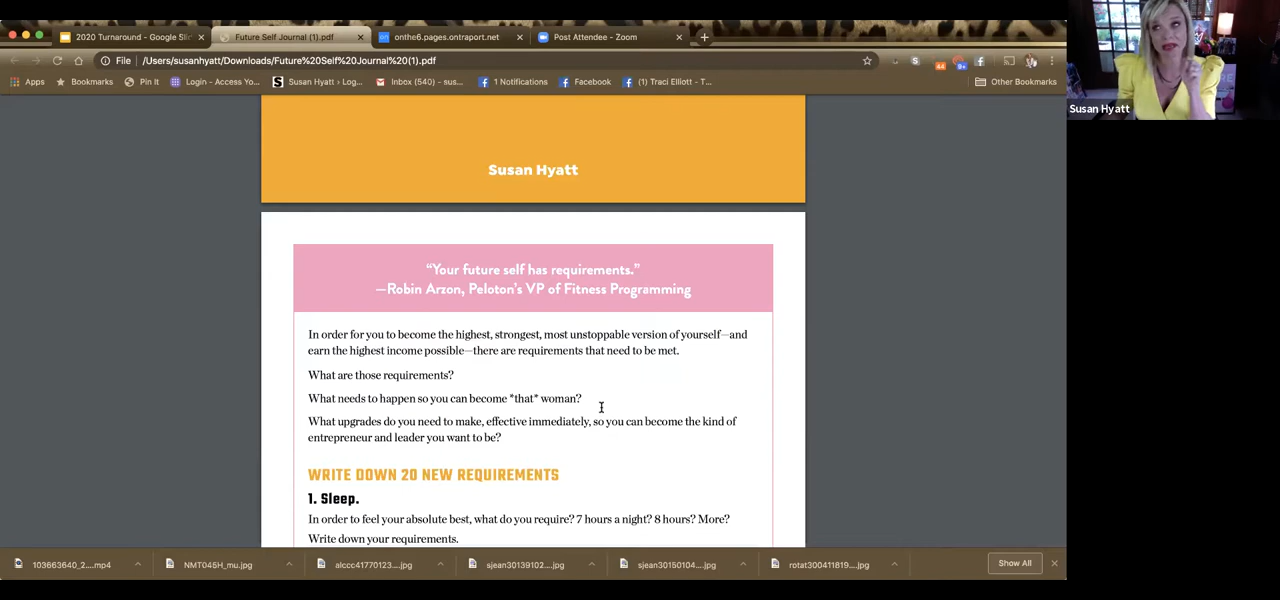 2020 Turnaround - Google Slic
Future Self Journal (1).pdf
onthe6.pages.ontraport.net
Post Attendee - Zoom
File
/Users/susanhyatt/Downloads/Future%20Self%20Journal%20(1).pdf
44
9+
Apps
Bookmarks
Pin It
Login - Access Yo...
S
Susan Hyatt › Log...
Inbox (540) - sus...
1 Notifications
Facebook
(1) Traci Elliott - T...
Other Bookmarks
Susan Hyatt
Susan Hyatt
“Your future self has requirements.”
—Robin Arzon, Peloton’s VP of Fitness Programming
In order for you to become the highest, strongest, most unstoppable version of yourself—and
earn the highest income possible—there are requirements that need to be met.
What are those requirements?
What needs to happen so you can become *that* woman?
What upgrades do you need to make, effective immediately, so you can become the kind of
entrepreneur and leader you want to be?
WRITE DOWN 20 NEW REQUIREMENTS
1. Sleep.
In order to feel your absolute best, what do you require? 7 hours a night? 8 hours? More?
Write down your requirements.
103663640_2....mp4
NMT045H_mu.jpg
alccc41770123....jpg
sjean30139102....jpg
sjean30150104....jpg
rotat300411819....jpg
Show All